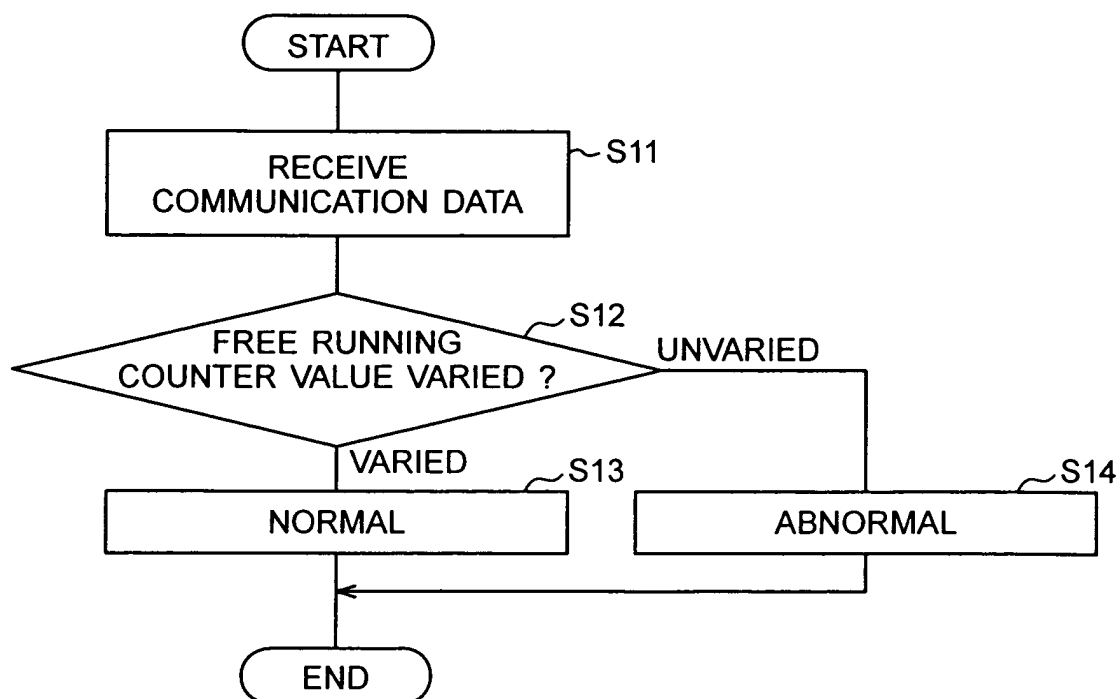 START
RECEIVE
COMMUNICATION DATA
S11
FREE RUNNING
COUNTER VALUE VARIED ?
S12
UNVARIED
VARIED
NORMAL
S13
ABNORMAL
S14
END